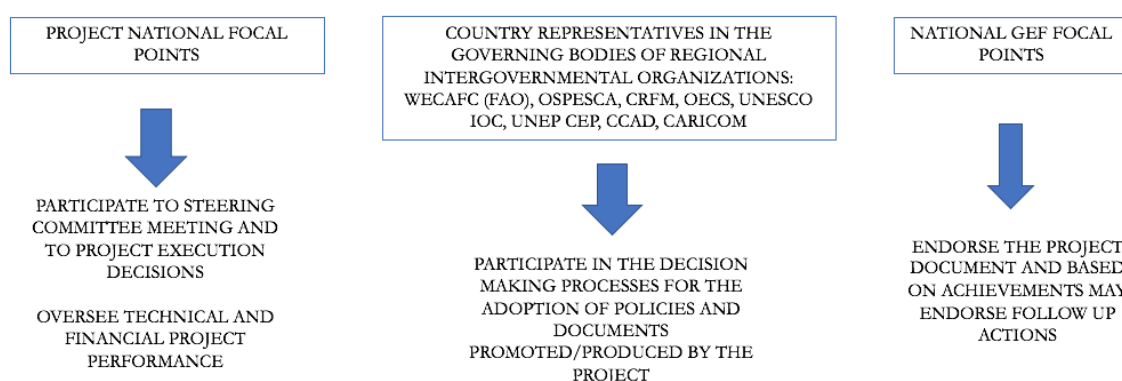 PROJECT NATIONAL FOCAL
POINTS
PARTICIPATE TO STEERING
COMMITTEE MEETING AND
TO PROJECT EXECUTION
DECISIONS
OVERSEE TECHNICAL AND
FINANCIAL PROJECT
PERFORMANCE
COUNTRY REPRESENTATIVES IN THE
GOVERNING BODIES OF REGIONAL
INTERGOVERNMENTAL ORGANIZATIONS:
WECAFC (FAO), OSPESCA, CRFM, OECS, UNESCO
IOC, UNEP CEP, CCAD, CARICOM
PARTICIPATE IN THE DECISION
MAKING PROCESSES FOR THE
ADOPTION OF POLICIES AND
DOCUMENTS
PROMOTED/PRODUCED BY THE
PROJECT
NATIONAL GEF FOCAL
POINTS
ENDORSE THE PROJECT
DOCUMENT AND BASED
ON ACHIEVEMENTS MAY
ENDORSE FOLLOW UP
ACTIONS